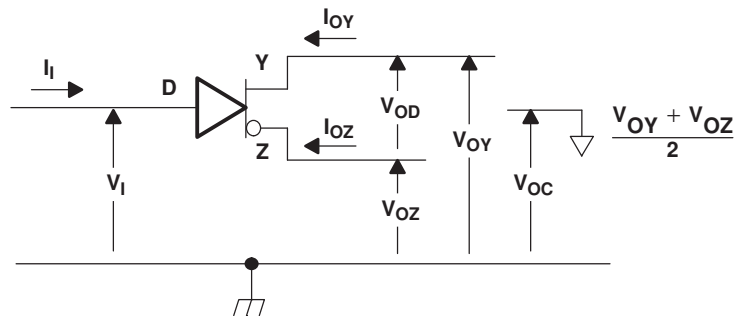 I_OY
I_I
D
Y
V_OD
I_OZ
Z
V_OY
V_OY + V_OZ
2
V_I
V_OZ
V_OC